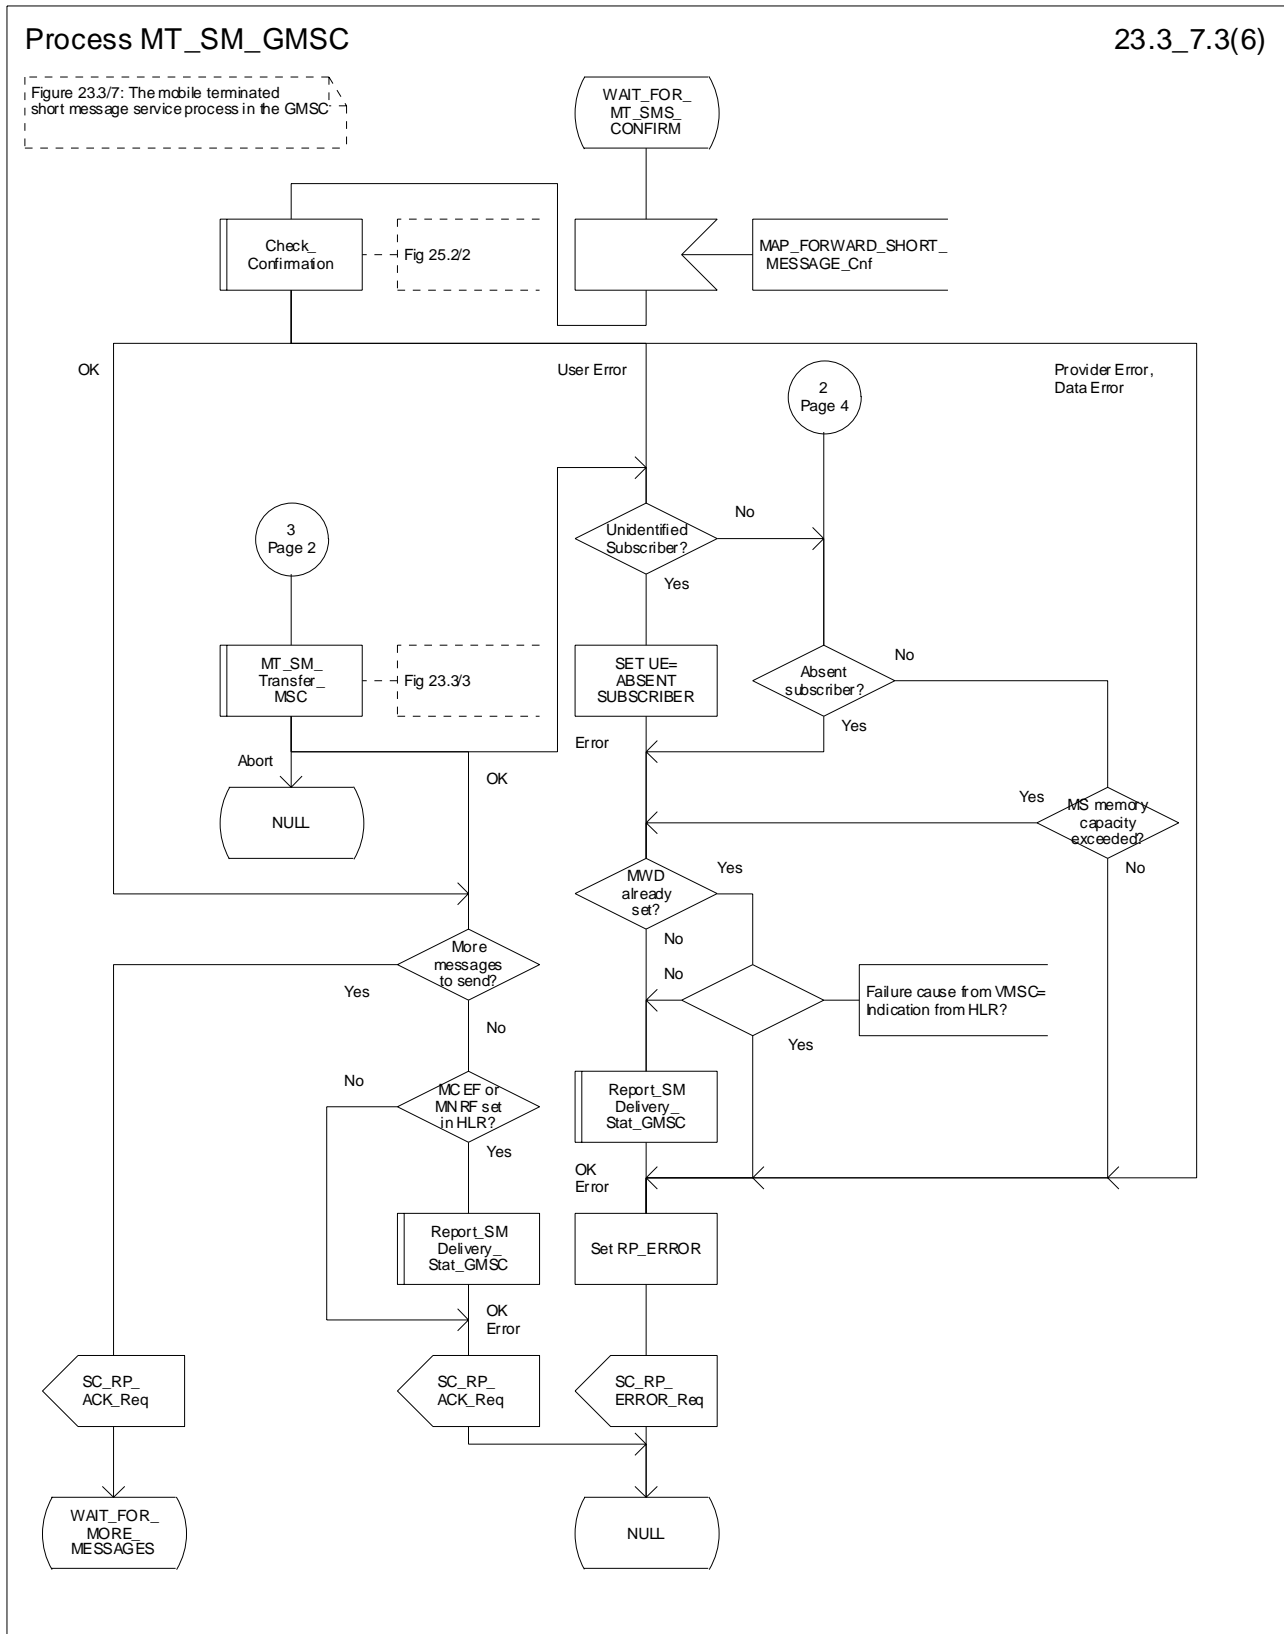 Process MT_SM_GMSC
23.3_7.3(6)
Figure 23.3/7: The mobile terminated
short message service process in the GMSC
WAIT_FOR_
MT_SMS_
CONFIRM
Check_
Confirmation
Fig 25.2/2
MAP_FORWARD_SHORT_
MESSAGE_Cnf
OK
User Error
Provider Error,
Data Error
2
Page 4
3
Page 2
Unidentified
Subscriber?
No
Yes
MT_SM_
Transfer_
MSC
Fig 23.3/3
SET UE=
ABSENT
SUBSCRIBER
Absent
subscriber?
No
Yes
Error
Abort
OK
NULL
Yes
MS memory
capacity
exceeded?
No
MWD
already
set?
Yes
No
More
messages
to send?
Yes
No
No
Failure cause from VMSC=
Indication from HLR?
Yes
No
MCEF or
MNRF set
in HLR?
Yes
Report_SM
Delivery_
Stat_GMSC
OK
Error
Report_SM
Delivery_
Stat_GMSC
Set RP_ERROR
OK
Error
SC_RP_
ACK_Req
SC_RP_
ACK_Req
SC_RP_
ERROR_Req
WAIT_FOR_
MORE_
MESSAGES
NULL